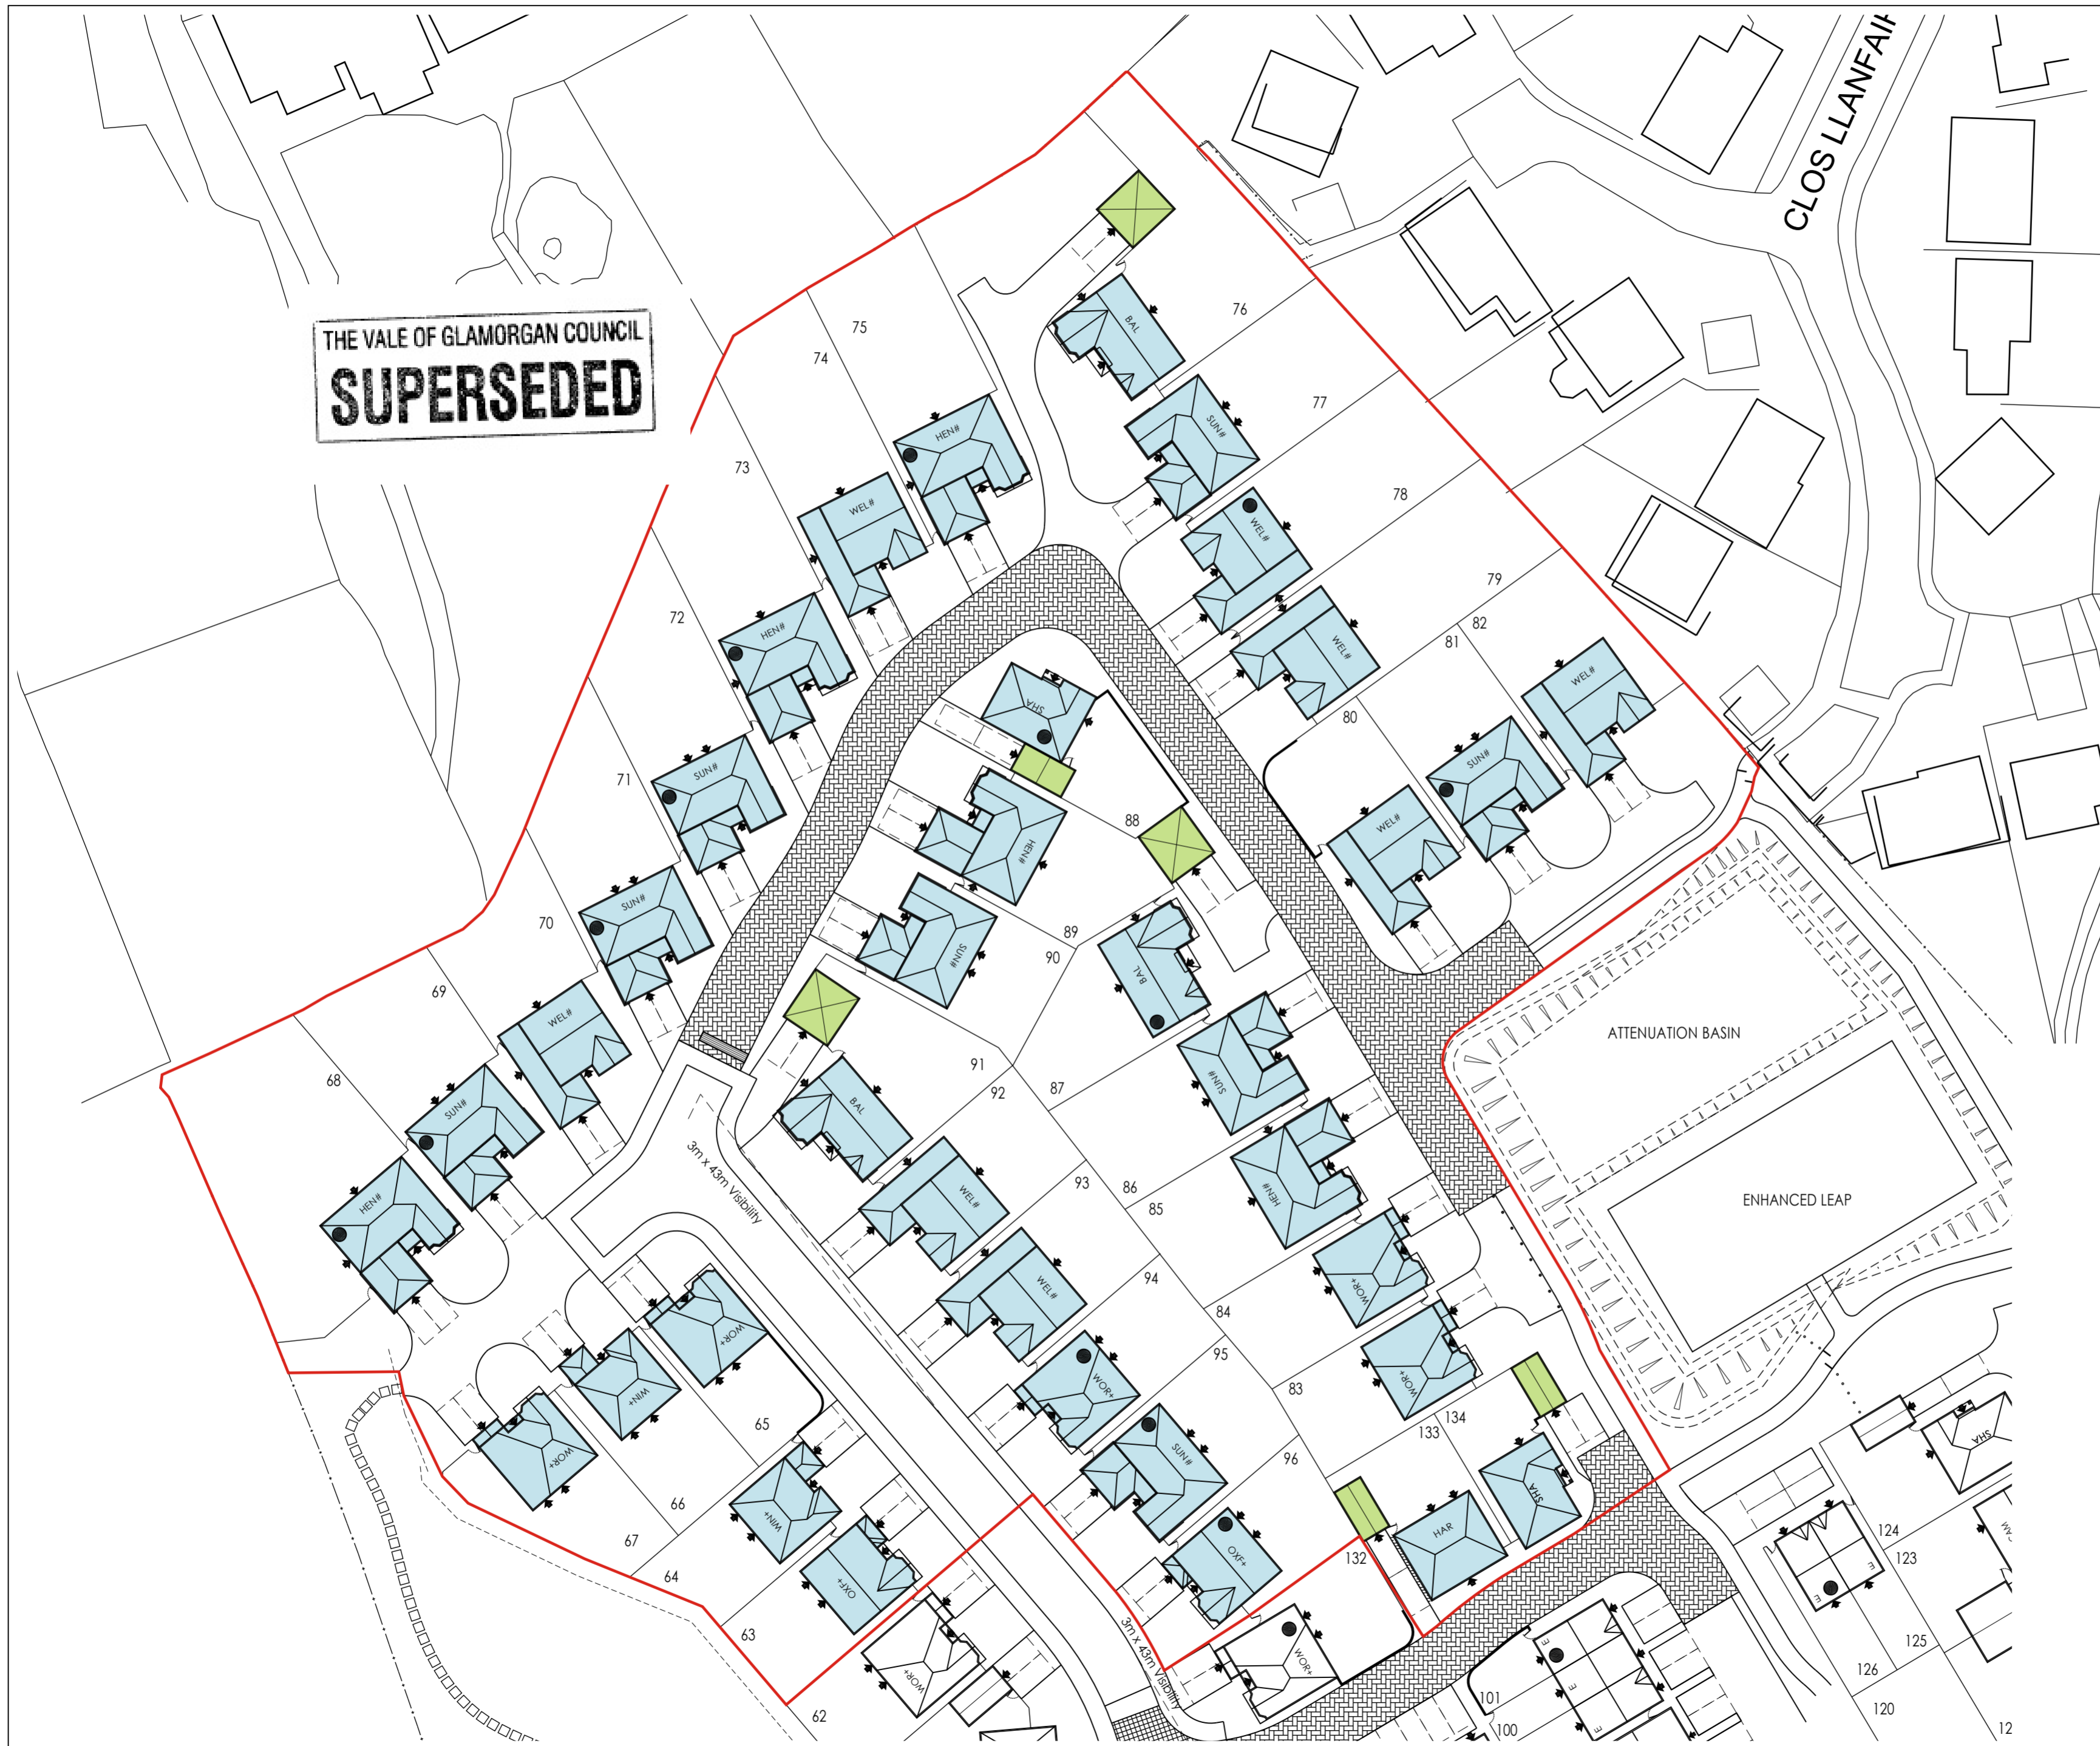 CLOS LLANFAIR
THE VALE OF GLAMORGAN COUNCIL
SUPERSEDED
75
74
73
72
71
70
69
68
76
77
78
79
82
81
80
88
89
90
91
92
87
93
86
85
94
84
95
83
134
133
96
132
65
66
67
64
63
62
124
123
125
126
120
101
100
12
BAL
SUN#
HEN#
WEL#
WEL#
WEL#
HEN#
SUN#
SUN#
WEL#
SUN#
HEN#
WEL#
SUN#
WEL#
SHA
HEN#
SUN#
BAL
SUN#
HEN#
WOR+
WOR+
BAL
WEL#
WEL#
WOR+
SUN#
OXF+
WOR+
WIN+
WOR+
WIN+
OXF+
WOR+
HAR
SHA
WOR+
SHA
E
E
E
E
E
3m x 43m Visibility
3m x 43m Visibility
ATTENUATION BASIN
ENHANCED LEAP